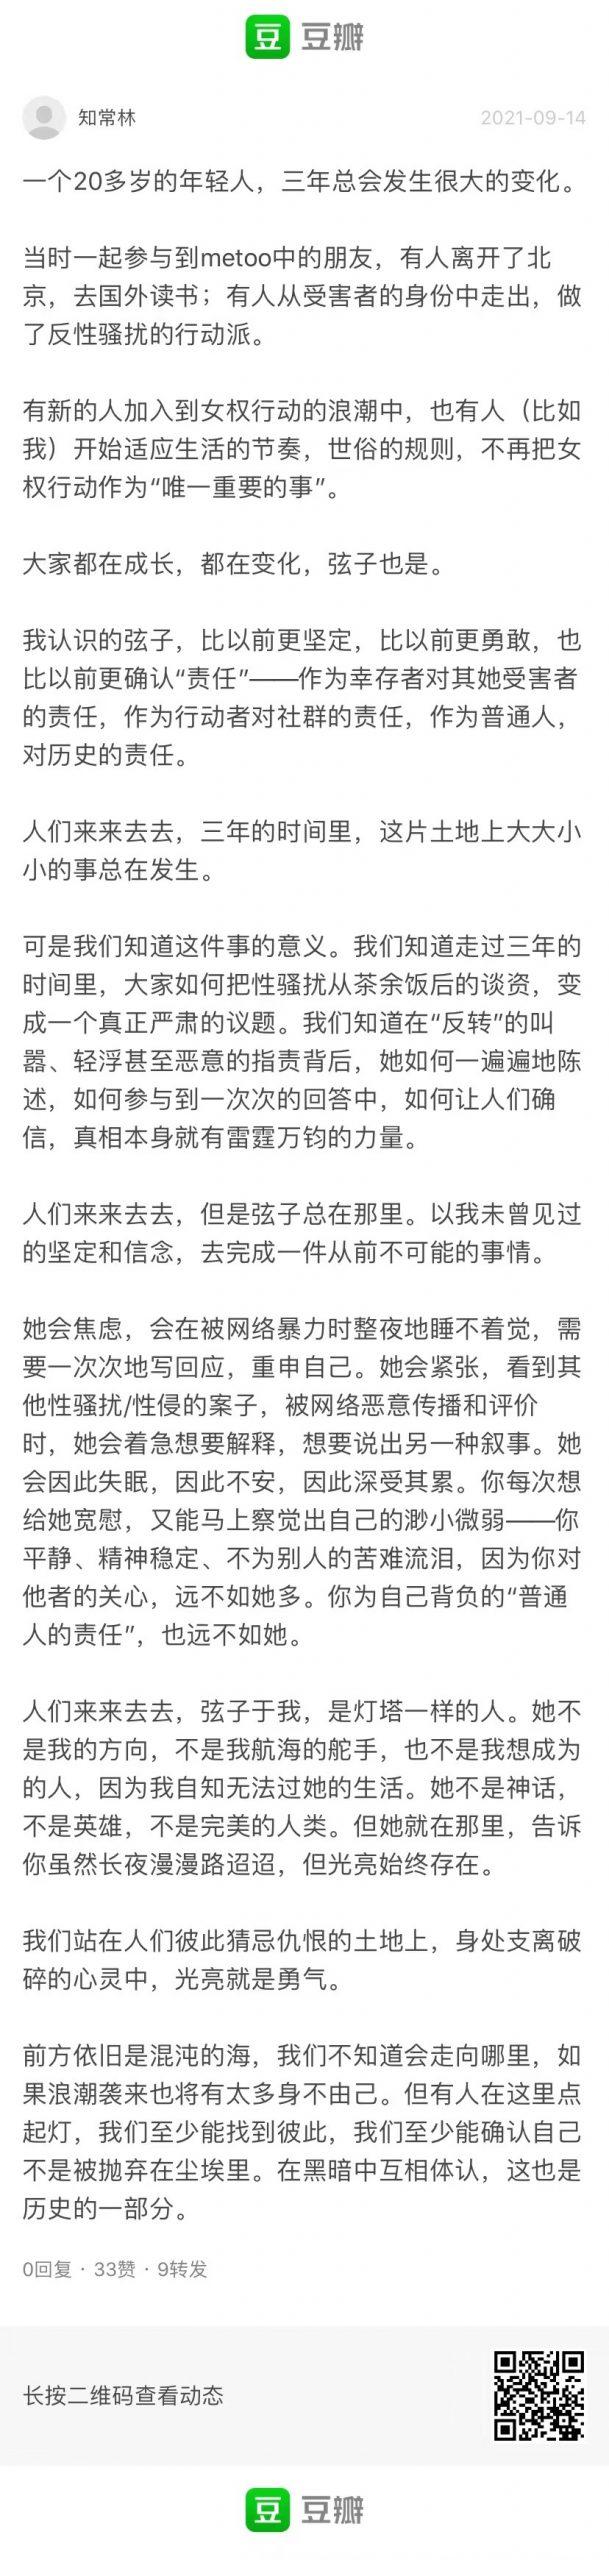 豆 豆瓣
知常林 2021-09-14
一个20多岁的年轻人，三年总会发生很大的变化。
当时一起参与到metoo中的朋友，有人离开了北
京，去国外读书；有人从受害者的身份中走出，做
了反性骚扰的行动派。
有新的人加入到女权行动的浪潮中，也有人（比如
我）开始适应生活的节奏，世俗的规则，不再把女
权行动作为“唯一重要的事”。
大家都在成长，都在变化，弦子也是。
我认识的弦子，比以前更坚定，比以前更勇敢，也
比以前更确认“责任”——作为幸存者对其她受害者
的责任，作为行动者对社群的责任，作为普通人，
对历史的责任。
人们来来去去，三年的时间里，这片土地上大大小
小的事总在发生。
可是我们知道这件事的意义。我们知道走过三年的
时间里，大家如何把性骚扰从茶余饭后的谈资，变
成一个真正严肃的议题。我们知道在“反转”的叫
嚣、轻浮甚至恶意的指责背后，她如何一遍遍地陈
述，如何参与到一次次的回答中，如何让人们确
信，真相本身就有雷霆万钧的力量。
人们来来去去，但是弦子总在那里。以我未曾见过
的坚定和信念，去完成一件从前不可能的事情。
她会焦虑，会在被网络暴力时整夜地睡不着觉，需
要一次次地写回应，重申自己。她会紧张，看到其
他性骚扰/性侵的案子，被网络恶意传播和评价
时，她会着急想要解释，想要说出另一种叙事。她
会因此失眠，因此不安，因此深受其累。你每次想
给她宽慰，又能马上察觉出自己的渺小微弱——你
平静、精神稳定、不为别人的苦难流泪，因为你对
他者的关心，远不如她多。你为自己背负的“普通
人的责任”，也远不如她。
人们来来去去，弦子于我，是灯塔一样的人。她不
是我的方向，不是我航海的舵手，也不是我想成为
的人，因为我自知无法过她的生活。她不是神话，
不是英雄，不是完美的人类。但她就在那里，告诉
你虽然长夜漫漫路迢迢，但光亮始终存在。
我们站在人们彼此猜忌仇恨的土地上，身处支离破
碎的心灵中，光亮就是勇气。
前方依旧是混沌的海，我们不知道会走向哪里，如
果浪潮袭来也将有太多身不由己。但有人在这里点
起灯，我们至少能找到彼此，我们至少能确认自己
不是被抛弃在尘埃里。在黑暗中互相体认，这也是
历史的一部分。
0回复 · 33赞 · 9转发
长按二维码查看动态
豆 豆瓣